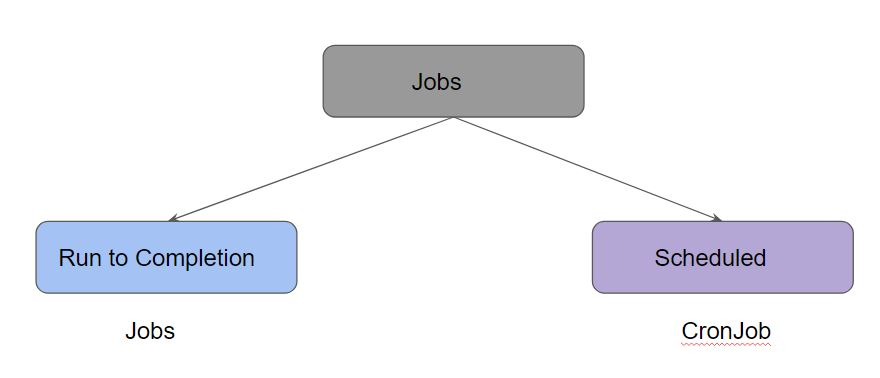 Jobs
Run to Completion
Scheduled
Jobs
CronJob